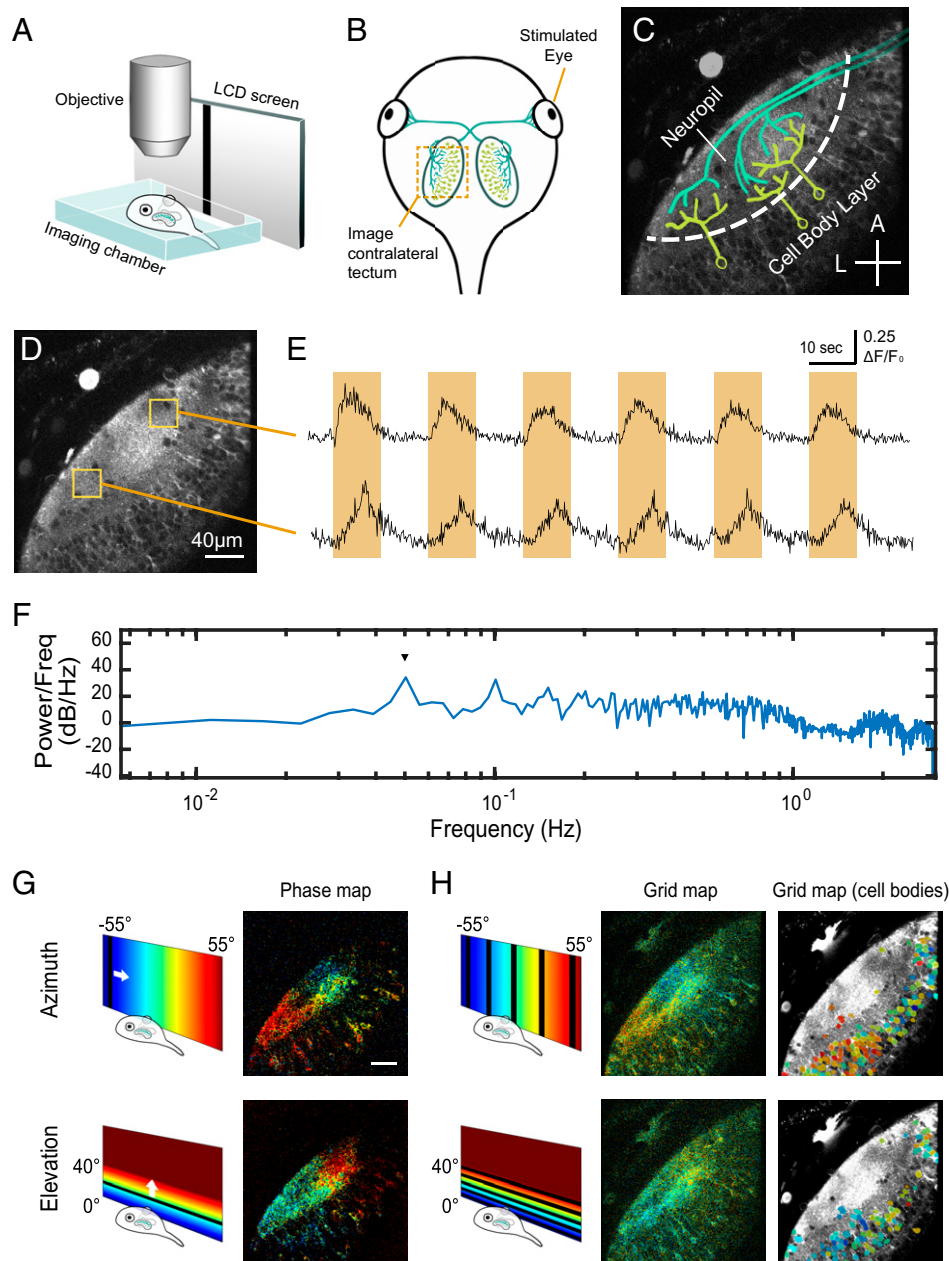 A
Objective
LCD screen
Imaging chamber
B
Stimulated
Eye
Image
contralateral
tectum
C
Neuropil
Cell Body Layer
A
L
D
40μm
E
10 sec
0.25
ΔF/F₀
F
Power/Freq
(dB/Hz)
60
40
20
0
-20
-40
10⁻²
10⁻¹
10⁰
Frequency (Hz)
G
Phase map
H
Grid map
Grid map (cell bodies)
Azimuth
-55°
55°
-55°
55°
Elevation
40°
0°
40°
0°